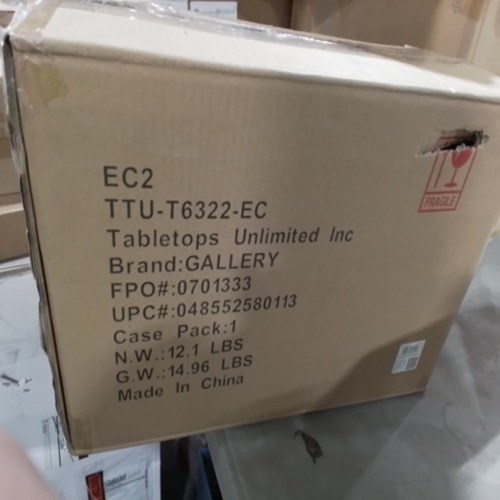 EC2
TTU-T6322-EC
Tabletops Unlimited Inc
Brand:GALLERY
FPO#:0701333
UPC#:048552580113
Case Pack:1
N.W.:12.1 LBS
G.W.:14.96 LBS
Made In China
FRAGILE